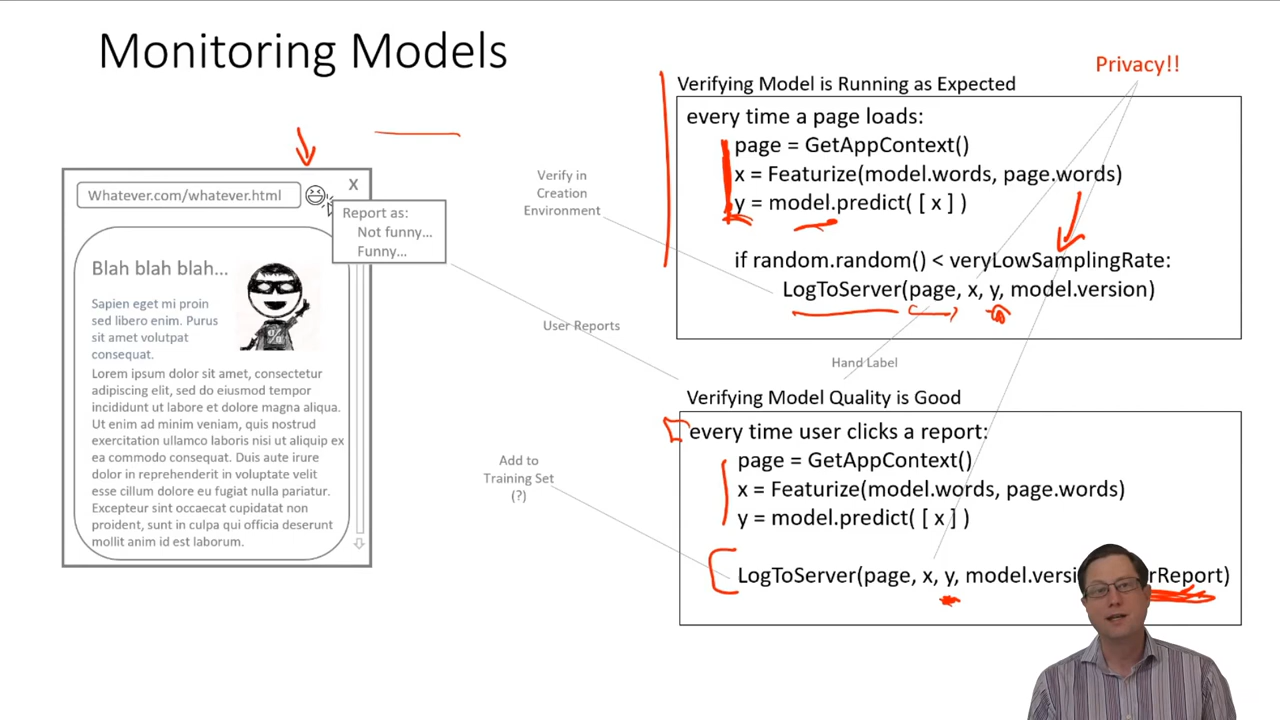 Monitoring Models
Privacy!!
Verifying Model is Running as Expected
every time a page loads:
page = GetAppContext()
x = Featurize(model.words, page.words)
y = model.predict( [ x ] )
if random.random() < veryLowSamplingRate:
LogToServer(page, x, y, model.version)
Whatever.com/whatever.html
X
Report as:
Not funny...
Funny...
Blah blah blah...
Sapien eget mi proin
sed libero enim. Purus
sit amet volutpat
consequat.
Lorem ipsum dolor sit amet, consectetur
adipiscing elit, sed do eiusmod tempor
incididunt ut labore et dolore magna aliqua.
Ut enim ad minim veniam, quis nostrud
exercitation ullamco laboris nisi ut aliquip ex
ea commodo consequat. Duis aute irure
dolor in reprehenderit in voluptate velit
esse cillum dolore eu fugiat nulla pariatur.
Excepteur sint occaecat cupidatat non
proident, sunt in culpa qui officia deserunt
mollit anim id est laborum.
Verify in
Creation
Environment
User Reports
Hand Label
Add to
Training Set
(?)
Verifying Model Quality is Good
every time user clicks a report:
page = GetAppContext()
x = Featurize(model.words, page.words)
y = model.predict( [ x ] )
LogToServer(page, x, y, model.versi rReport)